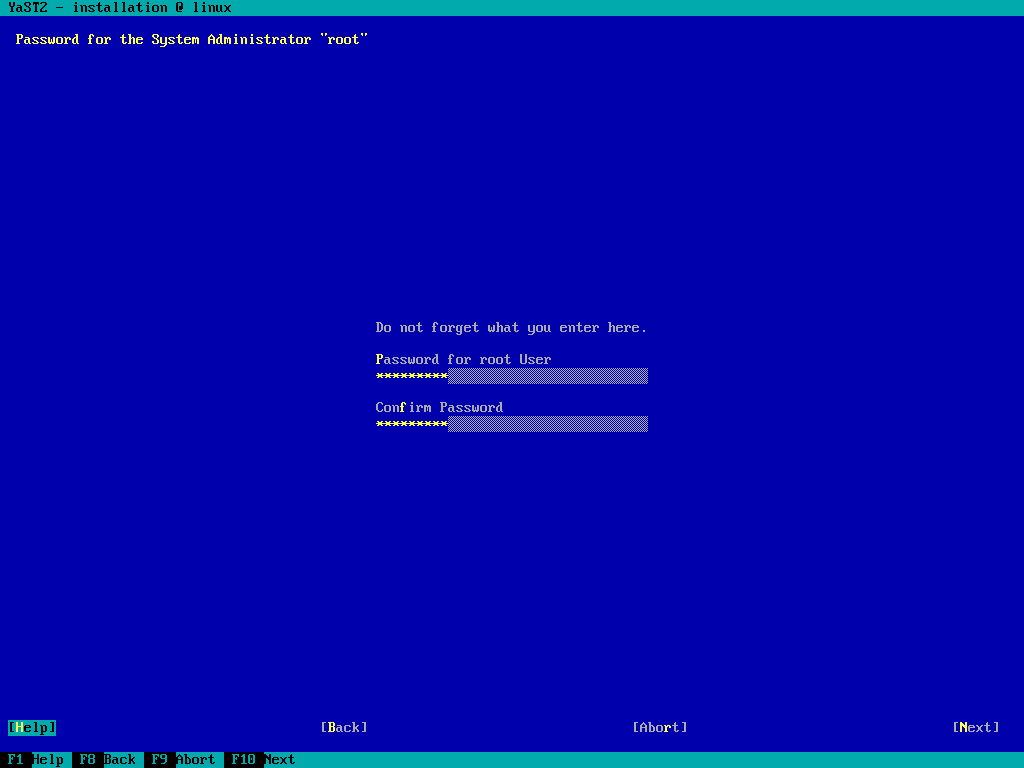 YaST2 - installation @ linux
Password for the System Administrator "root"
Do not forget what you enter here.
Password for root User
*********
Confirm Password
*********
[Help] [Back] [Abort] [Next]
F1 Help F8 Back F9 Abort F10 Next